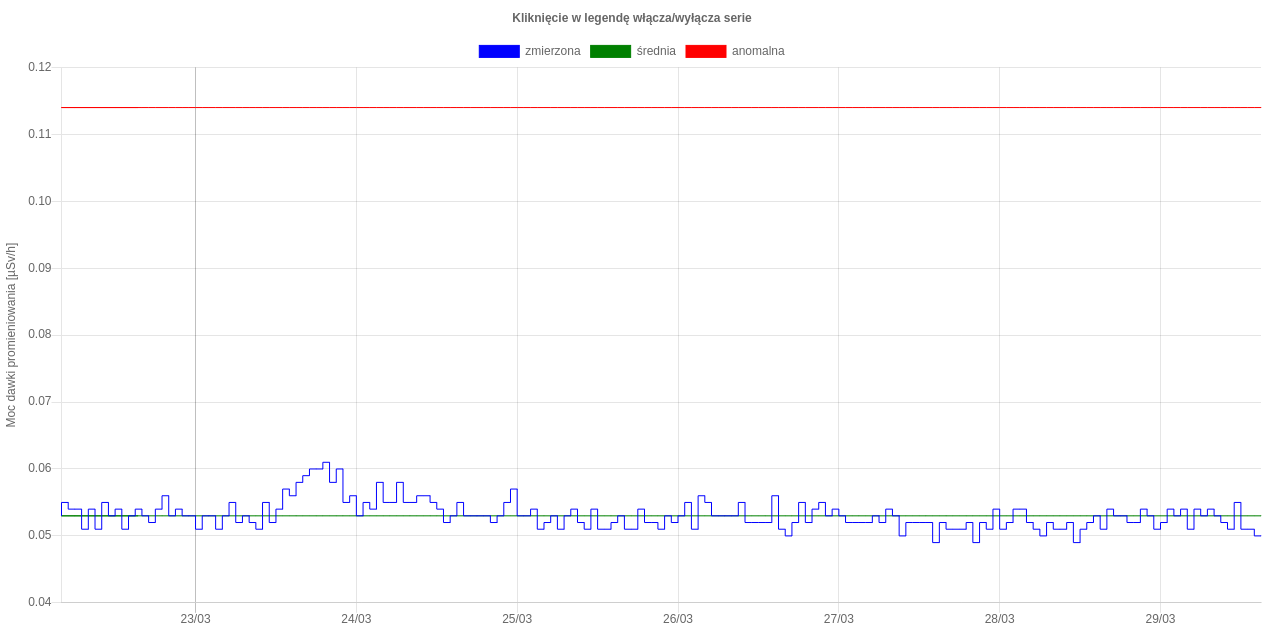 Kliknięcie w legendę włącza/wyłącza serie
zmierzona średnia anomalna
Moc dawki promieniowania [µSv/h]
0.12
0.11
0.10
0.09
0.08
0.07
0.06
0.05
0.04
23/03 24/03 25/03 26/03 27/03 28/03 29/03